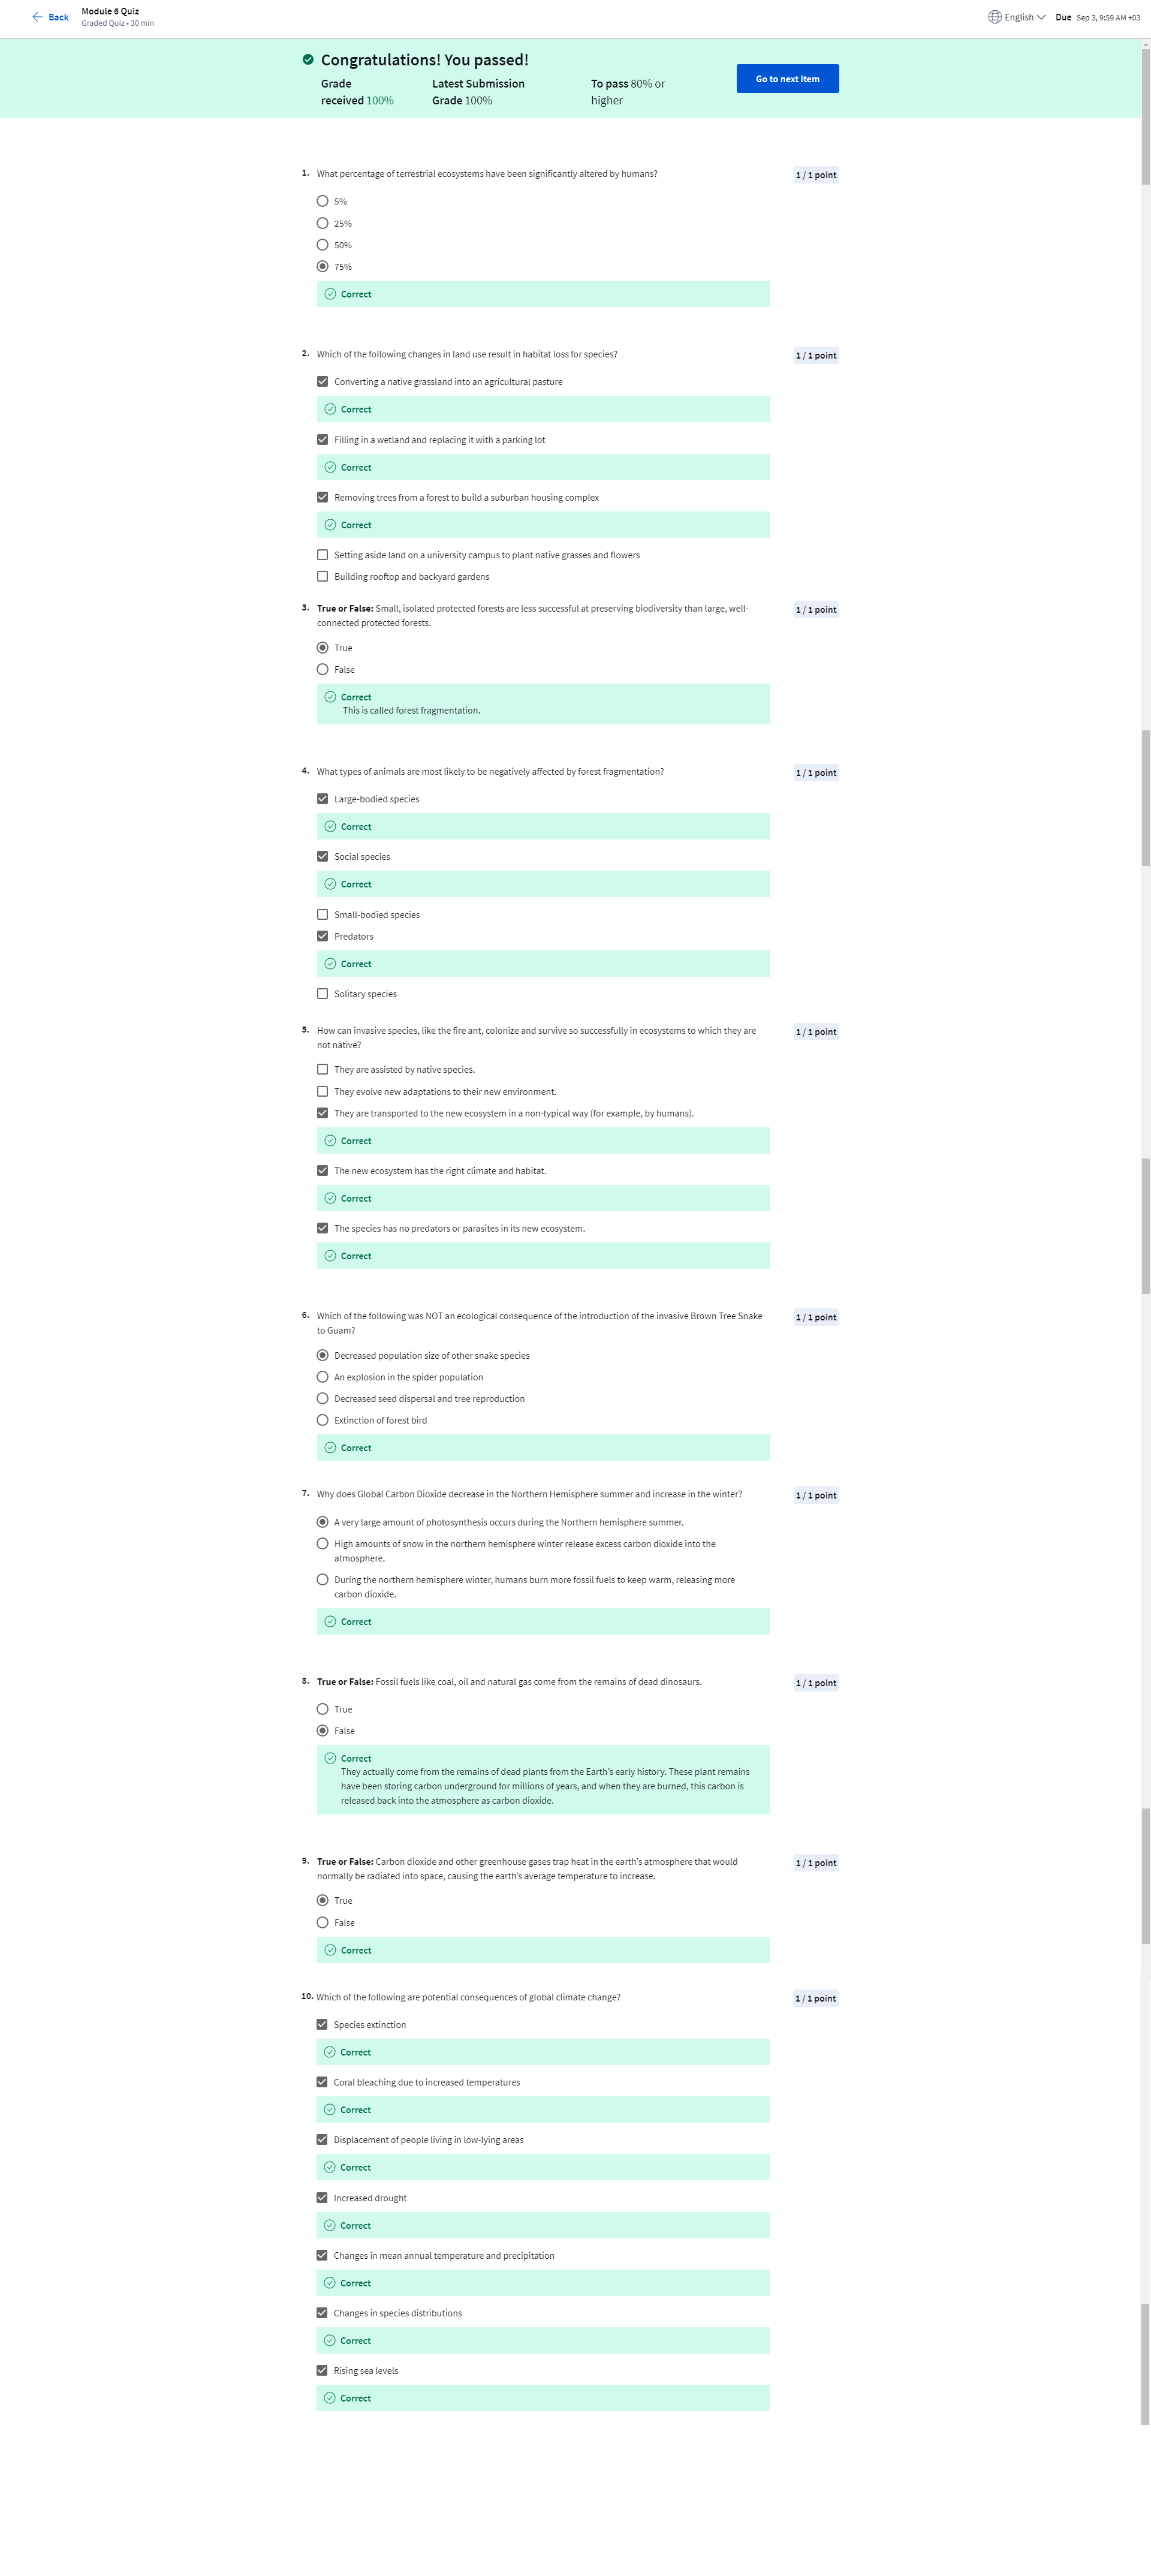 Back
Module 6 Quiz
Graded Quiz • 30 min
English
Due Sep 3, 9:59 AM +03
Congratulations! You passed!
Grade
received 100%
Latest Submission
Grade 100%
To pass 80% or
higher
Go to next item
1. What percentage of terrestrial ecosystems have been significantly altered by humans?
1 / 1 point
5%
25%
50%
75%
Correct
2. Which of the following changes in land use result in habitat loss for species?
1 / 1 point
Converting a native grassland into an agricultural pasture
Correct
Filling in a wetland and replacing it with a parking lot
Correct
Removing trees from a forest to build a suburban housing complex
Correct
Setting aside land on a university campus to plant native grasses and flowers
Building rooftop and backyard gardens
3. True or False: Small, isolated protected forests are less successful at preserving biodiversity than large, well-
connected protected forests.
1 / 1 point
True
False
Correct
This is called forest fragmentation.
4. What types of animals are most likely to be negatively affected by forest fragmentation?
1 / 1 point
Large-bodied species
Correct
Social species
Correct
Small-bodied species
Predators
Correct
Solitary species
5. How can invasive species, like the fire ant, colonize and survive so successfully in ecosystems to which they are
not native?
1 / 1 point
They are assisted by native species.
They evolve new adaptations to their new environment.
They are transported to the new ecosystem in a non-typical way (for example, by humans).
Correct
The new ecosystem has the right climate and habitat.
Correct
The species has no predators or parasites in its new ecosystem.
Correct
6. Which of the following was NOT an ecological consequence of the introduction of the invasive Brown Tree Snake
to Guam?
1 / 1 point
Decreased population size of other snake species
An explosion in the spider population
Decreased seed dispersal and tree reproduction
Extinction of forest bird
Correct
7. Why does Global Carbon Dioxide decrease in the Northern Hemisphere summer and increase in the winter?
1 / 1 point
A very large amount of photosynthesis occurs during the Northern hemisphere summer.
High amounts of snow in the northern hemisphere winter release excess carbon dioxide into the
atmosphere.
During the northern hemisphere winter, humans burn more fossil fuels to keep warm, releasing more
carbon dioxide.
Correct
8. True or False: Fossil fuels like coal, oil and natural gas come from the remains of dead dinosaurs.
1 / 1 point
True
False
Correct
They actually come from the remains of dead plants from the Earth's early history. These plant remains
have been storing carbon underground for millions of years, and when they are burned, this carbon is
released back into the atmosphere as carbon dioxide.
9. True or False: Carbon dioxide and other greenhouse gases trap heat in the earth's atmosphere that would
normally be radiated into space, causing the earth's average temperature to increase.
1 / 1 point
True
False
Correct
10. Which of the following are potential consequences of global climate change?
1 / 1 point
Species extinction
Correct
Coral bleaching due to increased temperatures
Correct
Displacement of people living in low-lying areas
Correct
Increased drought
Correct
Changes in mean annual temperature and precipitation
Correct
Changes in species distributions
Correct
Rising sea levels
Correct